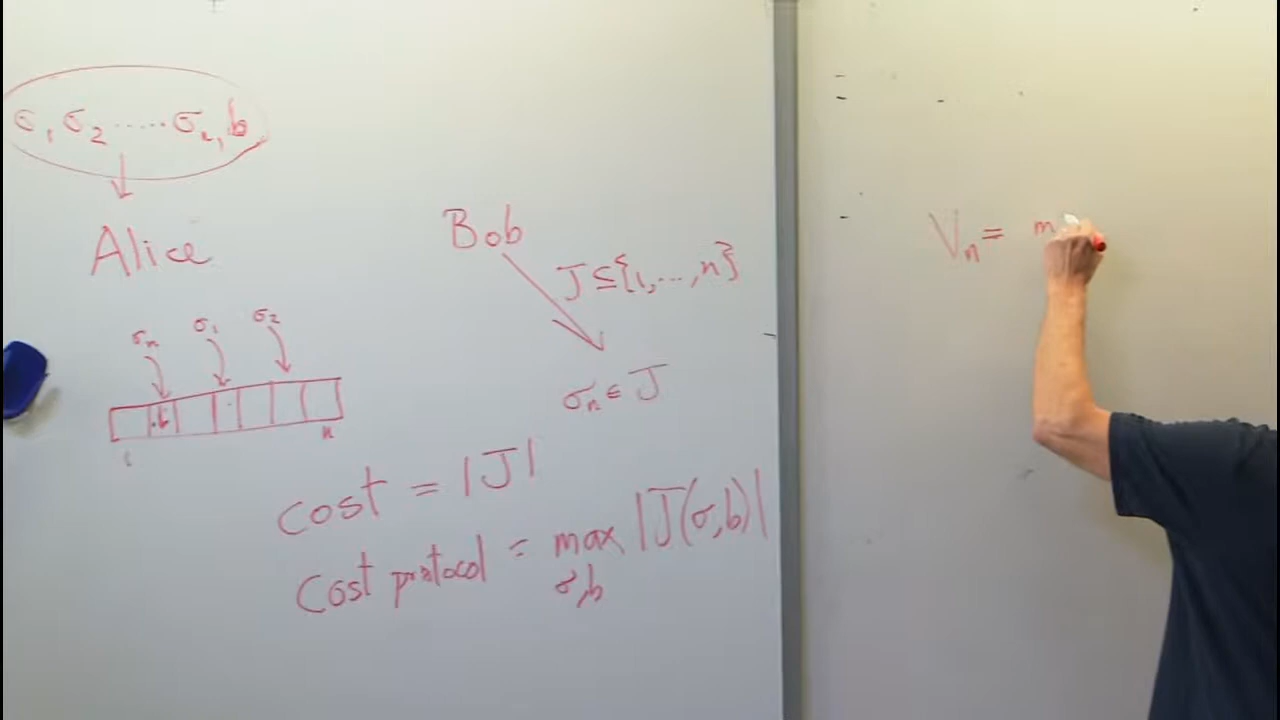 σ₁ σ₂ ..... σₙ, b
Alice
σₙ σ₁ σ₂
b
1 n
Bob
J ⊆ {1,...,n}
σₙ ∈ J
cost = |J|
Cost protocol = max |J(σ,b)|
σ,b
Vₙ = m